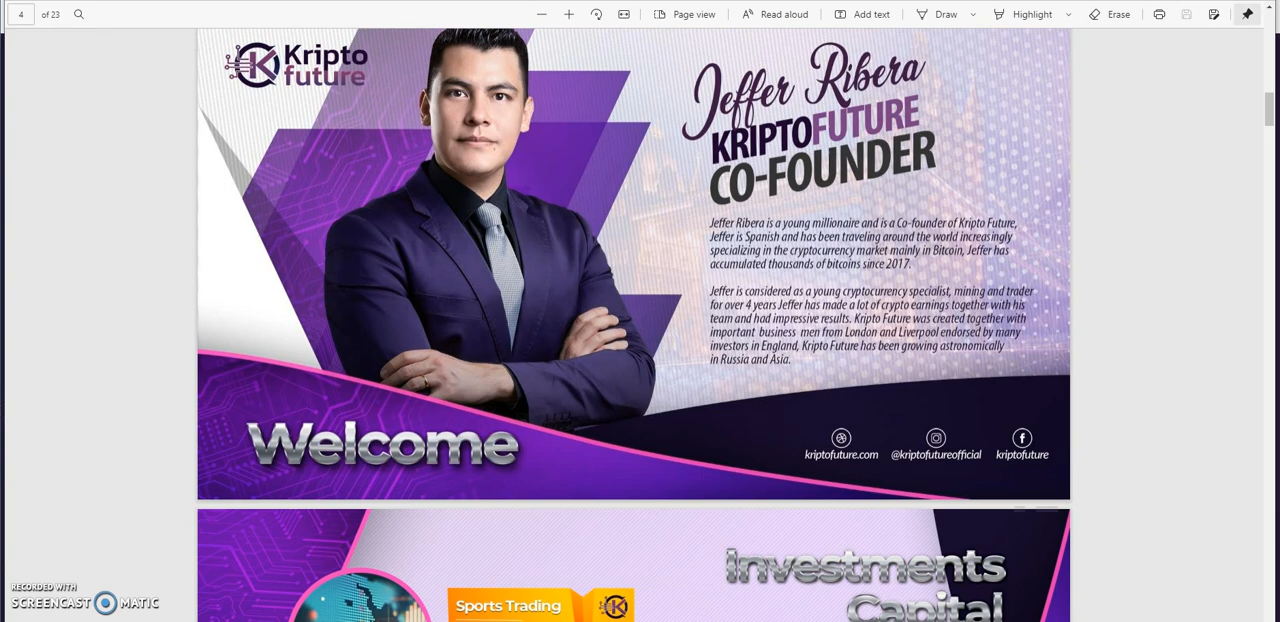 4 of 23 Page view Read aloud Add text Draw Highlight Erase
Kripto
future
Jeffer Ribera
KRIPTOFUTURE
CO-FOUNDER
Jeffer Ribera is a young millionaire and is a Co-founder of Kripto Future,
Jeffer is Spanish and has been traveling around the world increasingly
specializing in the cryptocurrency market mainly in Bitcoin, Jeffer has
accumulated thousands of bitcoins since 2017.
Jeffer is considered as a young cryptocurrency specialist, mining and trader
for over 4 years Jeffer has made a lot of crypto earnings together with his
team and had impressive results. Kripto Future was created together with
important business men from London and Liverpool endorsed by many
investors in England, Kripto Future has been growing astronomically
in Russia and Asia.
Welcome
kriptofuture.com @kriptofutureofficial kriptofuture
Investments
Capital
Sports Trading
RECORDED WITH
SCREENCAST MATIC